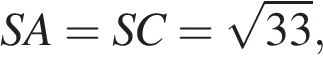 SA = SC = √33,